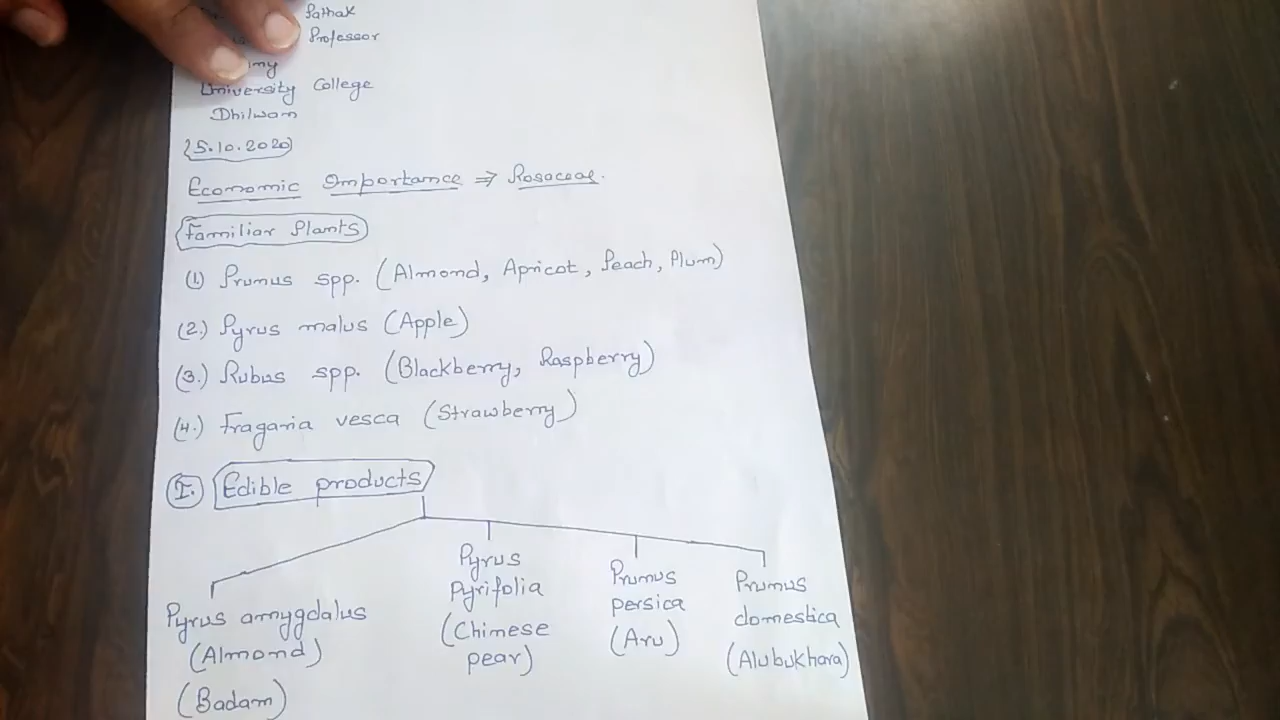 Pathak
Professor
University College
Dhilwan
{5.10.2020}
Economic Importance ⇒ Rosaceae.
Familiar Plants
(1) Prunus spp. (Almond, Apricot, Peach, Plum)
(2.) Pyrus malus (Apple)
(3.) Rubus spp. (Blackberry, Raspberry)
(4.) Fragaria vesca (Strawberry)
I. Edible products
Pyrus amygdalus
(Almond)
(Badam)
Pyrus
Pyrifolia
(Chinese
pear)
Prunus
persica
(Aru)
Prunus
domestica
(Alubukhara)